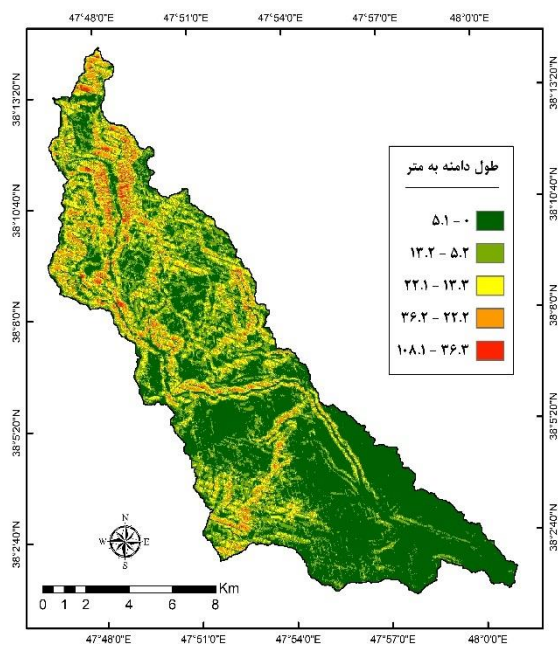 47°48'0"E 47°51'0"E 47°54'0"E 47°57'0"E 48°0'0"E
38°13'20"N 38°13'20"N
38°10'40"N 38°10'40"N
38°8'0"N 38°8'0"N
38°5'20"N 38°5'20"N
38°2'40"N 38°2'40"N
طول دامنه به متر
۵.۱ - ۰
۱۳.۲ - ۵.۲
۲۲.۱ - ۱۳.۳
۳۶.۲ - ۲۲.۲
۱۰۸.۱ - ۳۶.۳
N
W E
S
Km
0 1 2 4 6 8
47°48'0"E 47°51'0"E 47°54'0"E 47°57'0"E 48°0'0"E